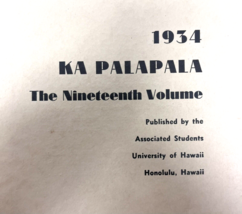 1934
KA PALAPALA
The Nineteenth Volume
Published by the
Associated Students
University of Hawaii
Honolulu, Hawaii